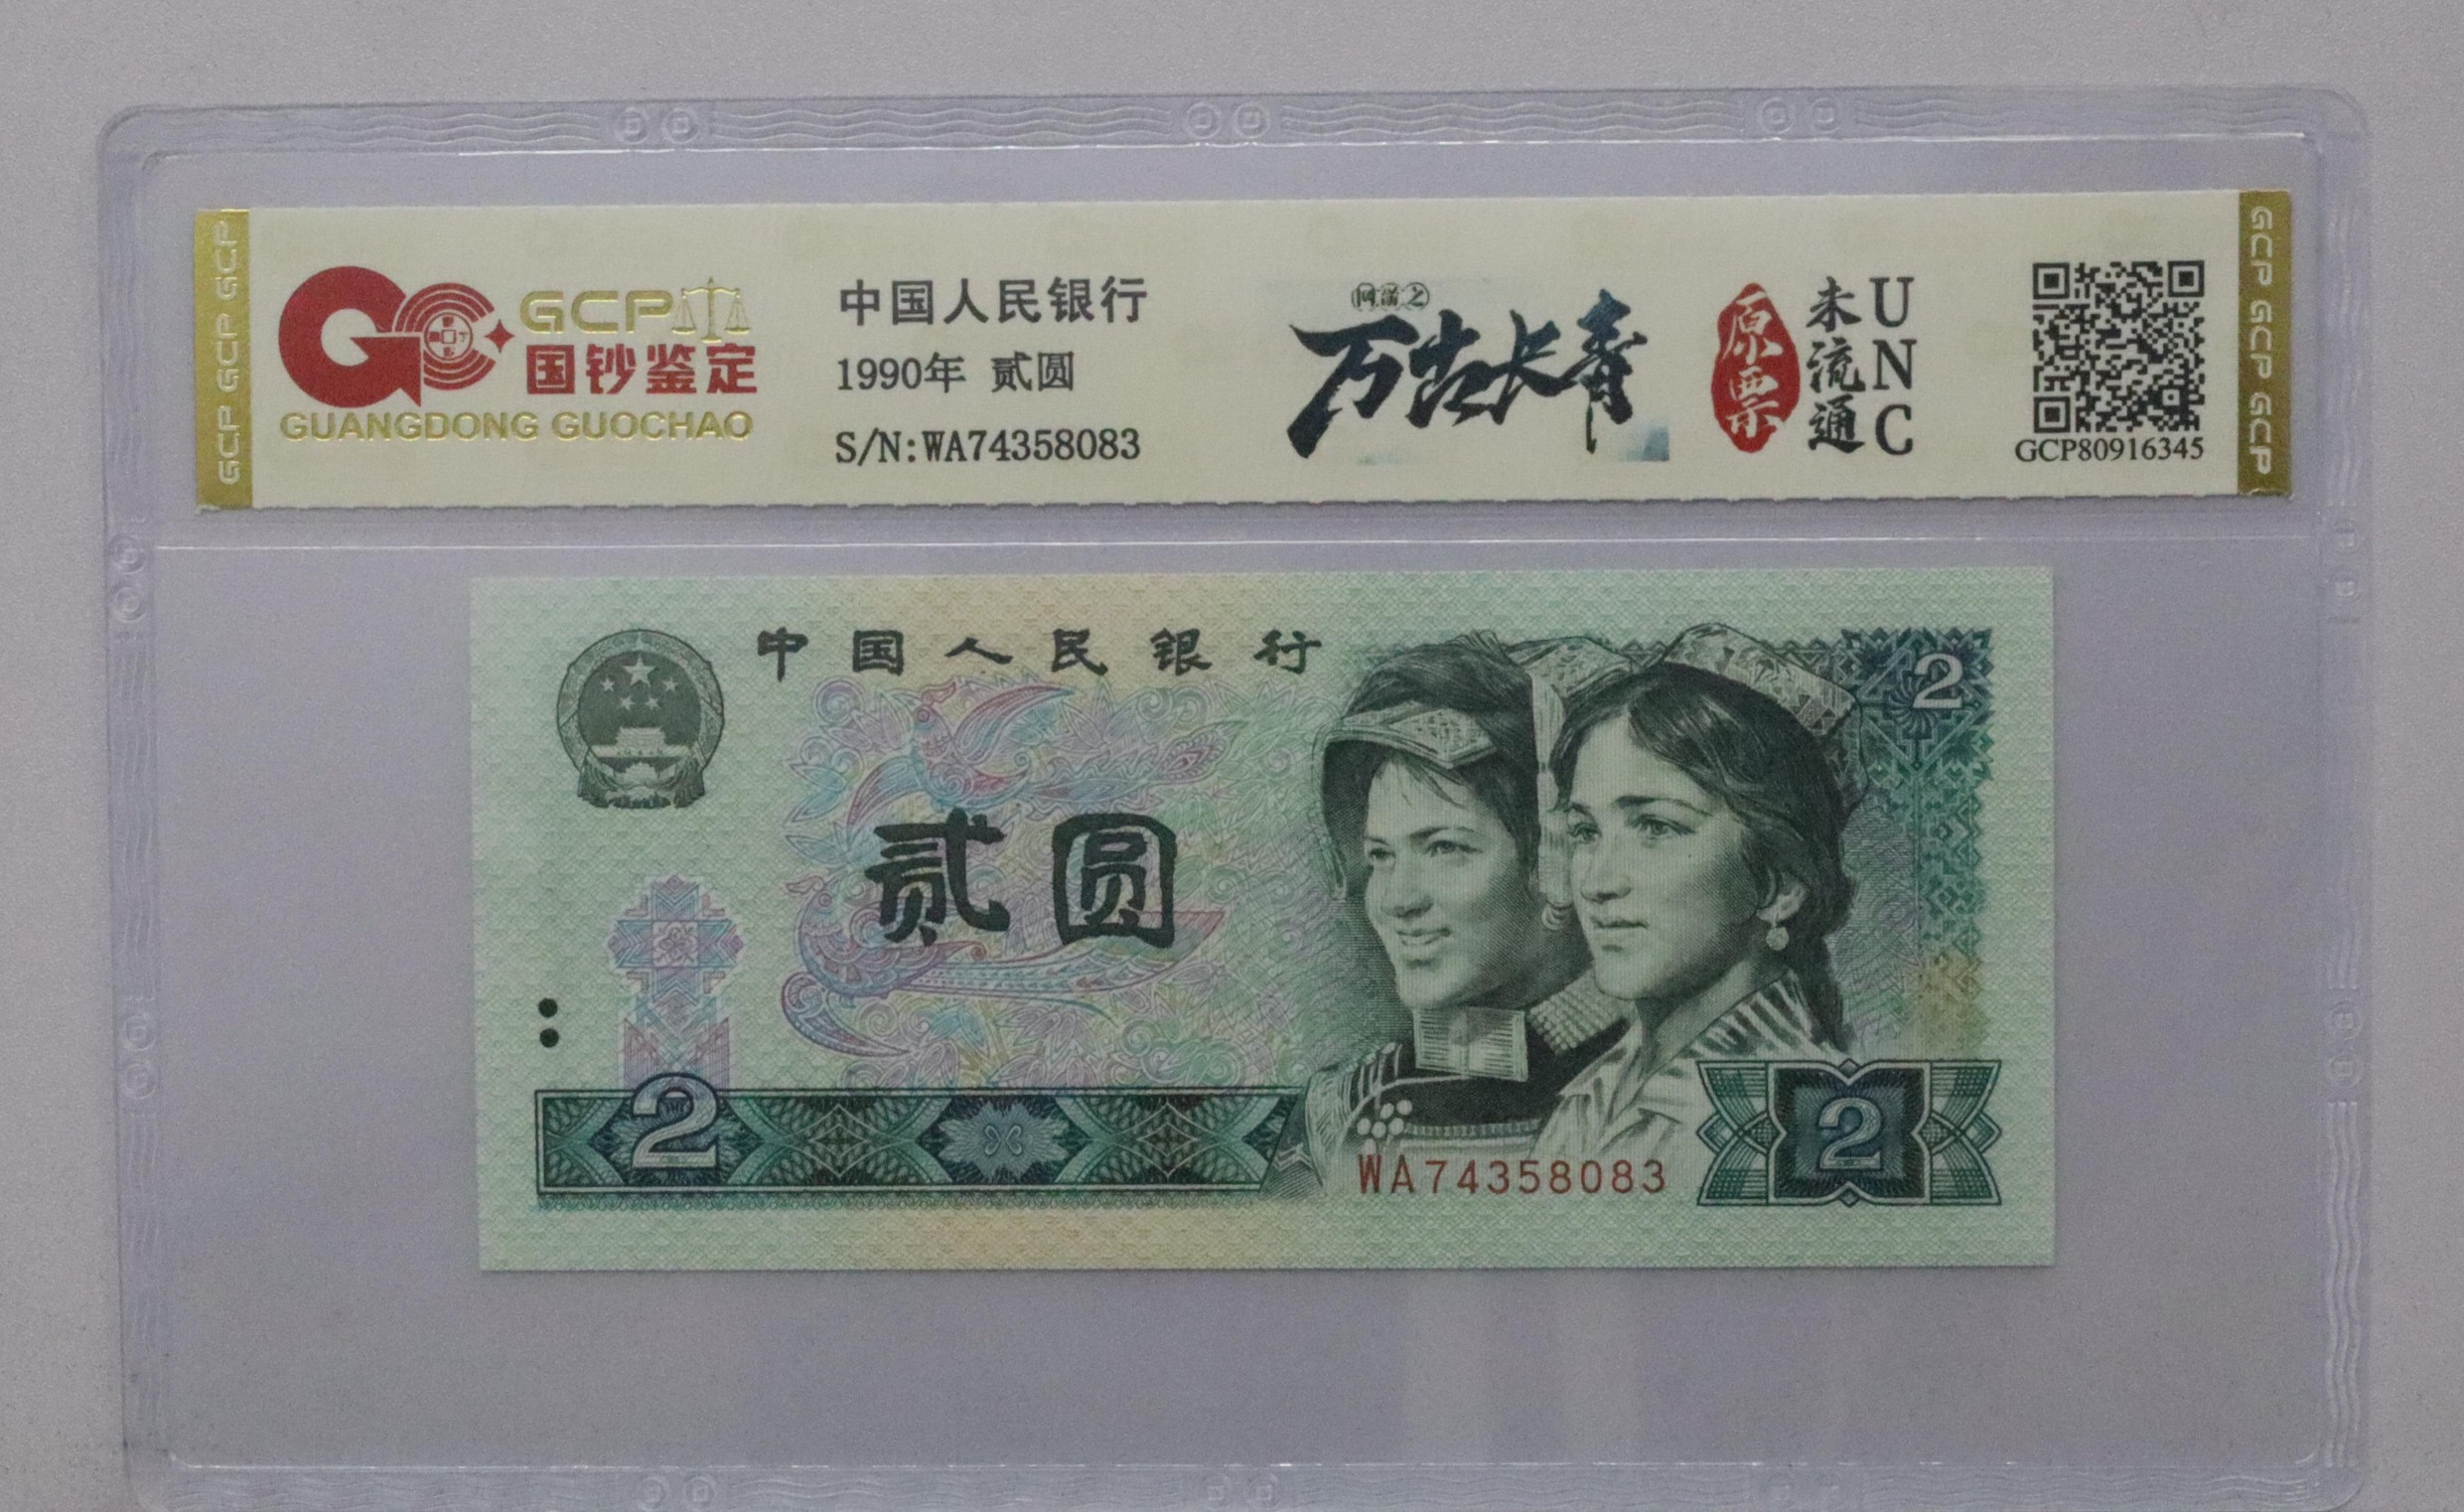 GCP GCP GCP
GCP
国钞鉴定
GUANGDONG GUOCHAO
中国人民银行
1990年 贰圆
S/N:WA74358083
万古长青
原票
未流通
UNC
GCP80916345
GCP GCP GCP
中国人民银行
2
贰圆
2
WA74358083
2